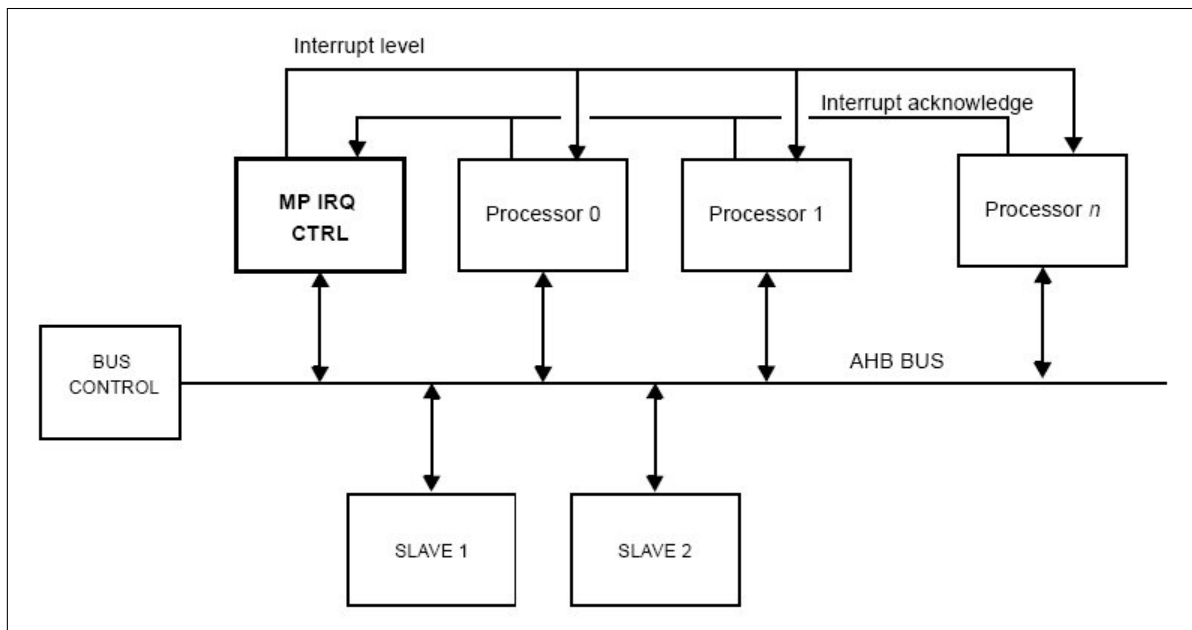 Interrupt level
Interrupt acknowledge
MP IRQ
CTRL
Processor 0
Processor 1
Processor n
BUS
CONTROL
AHB BUS
SLAVE 1
SLAVE 2